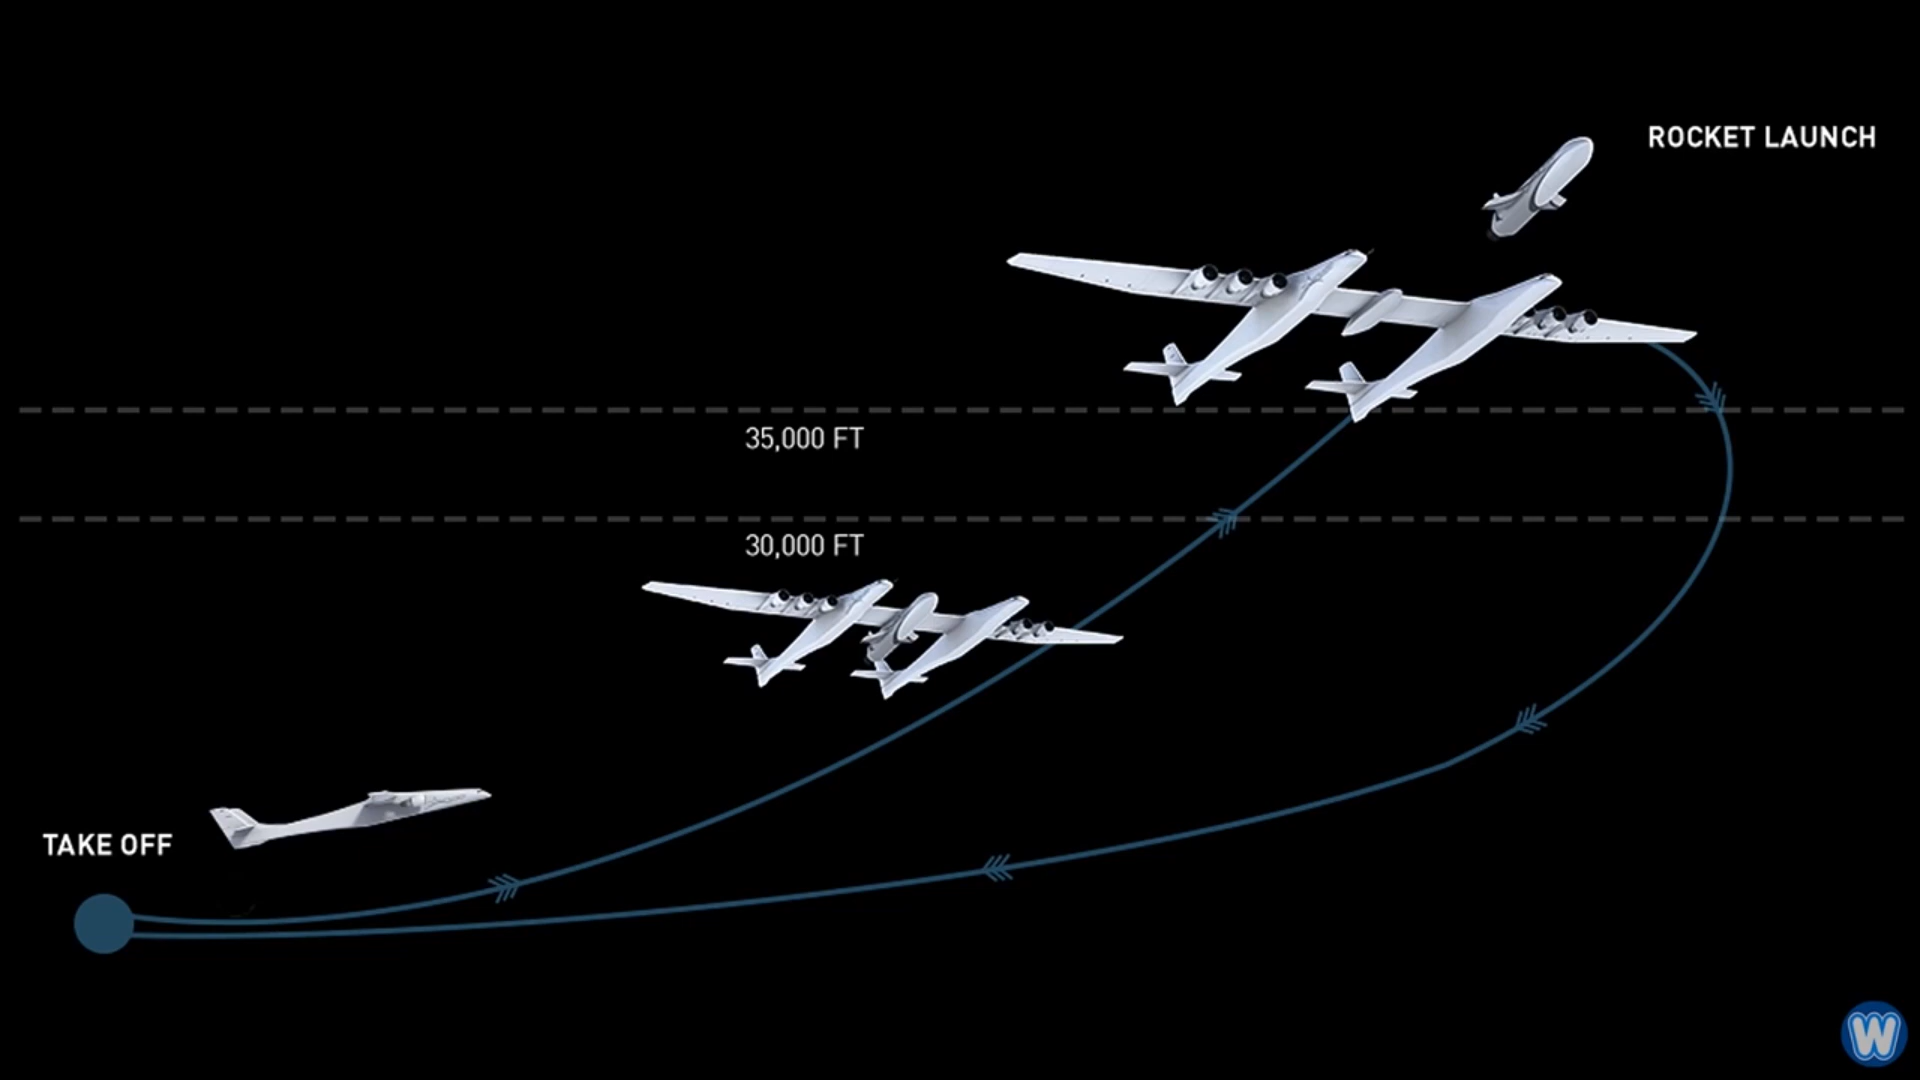 ROCKET LAUNCH
35,000 FT
30,000 FT
TAKE OFF
W